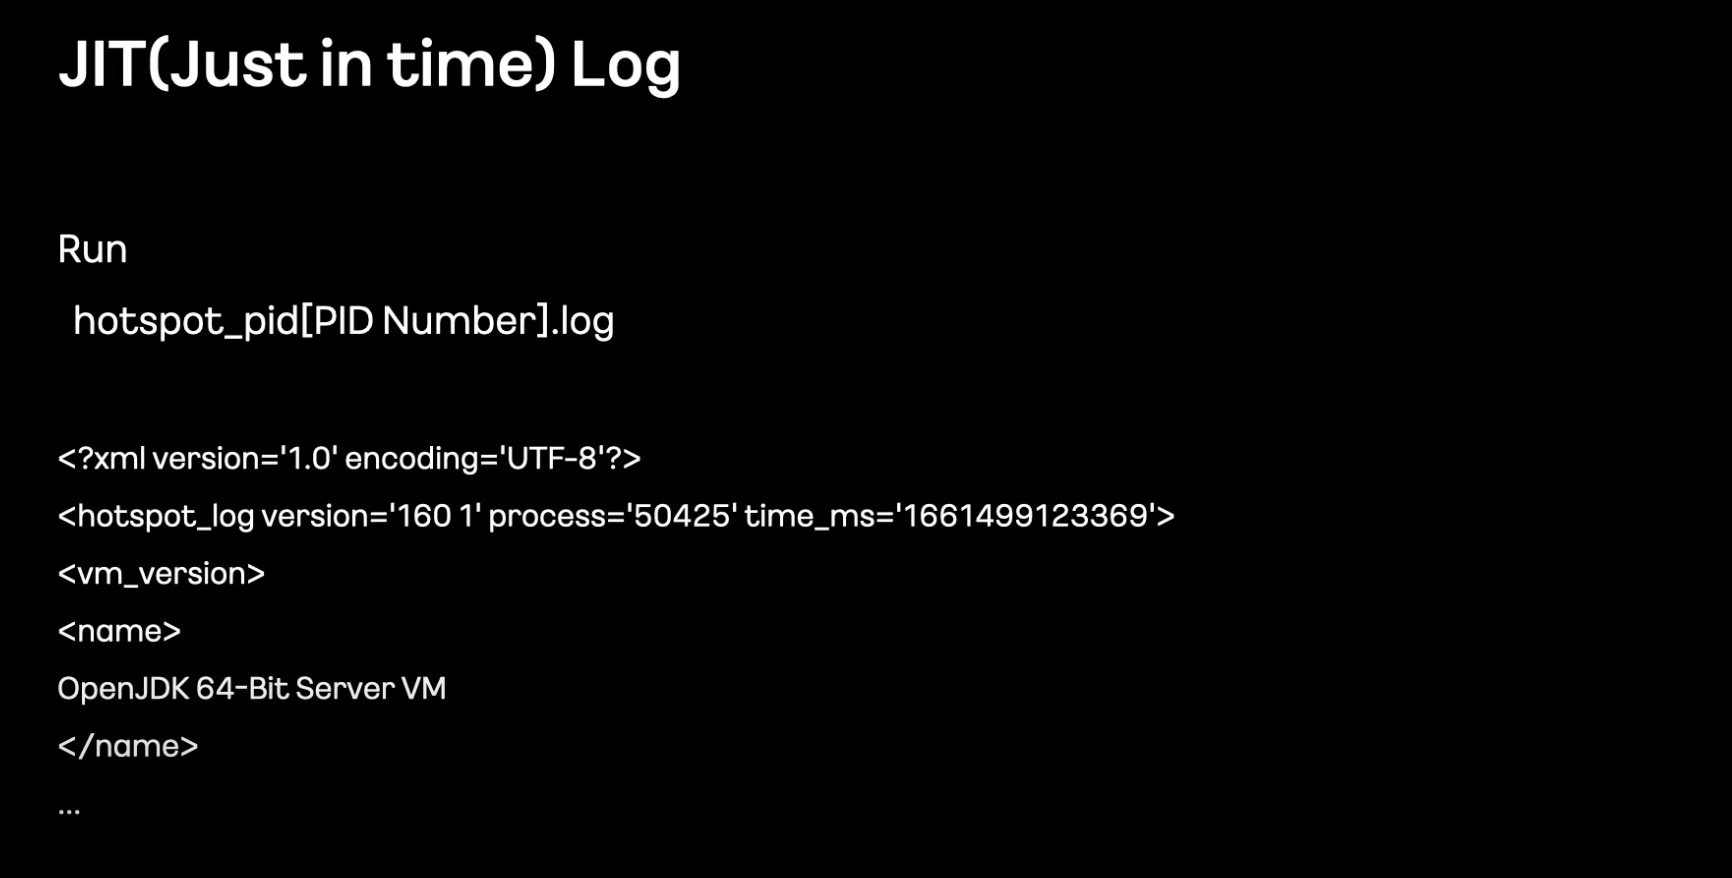 JIT(Just in time) Log
Run
hotspot_pid[PID Number].log
<?xml version='1.0' encoding='UTF-8'?>
<hotspot_log version='160 1' process='50425' time_ms='1661499123369'>
<vm_version>
<name>
OpenJDK 64-Bit Server VM
</name>
...